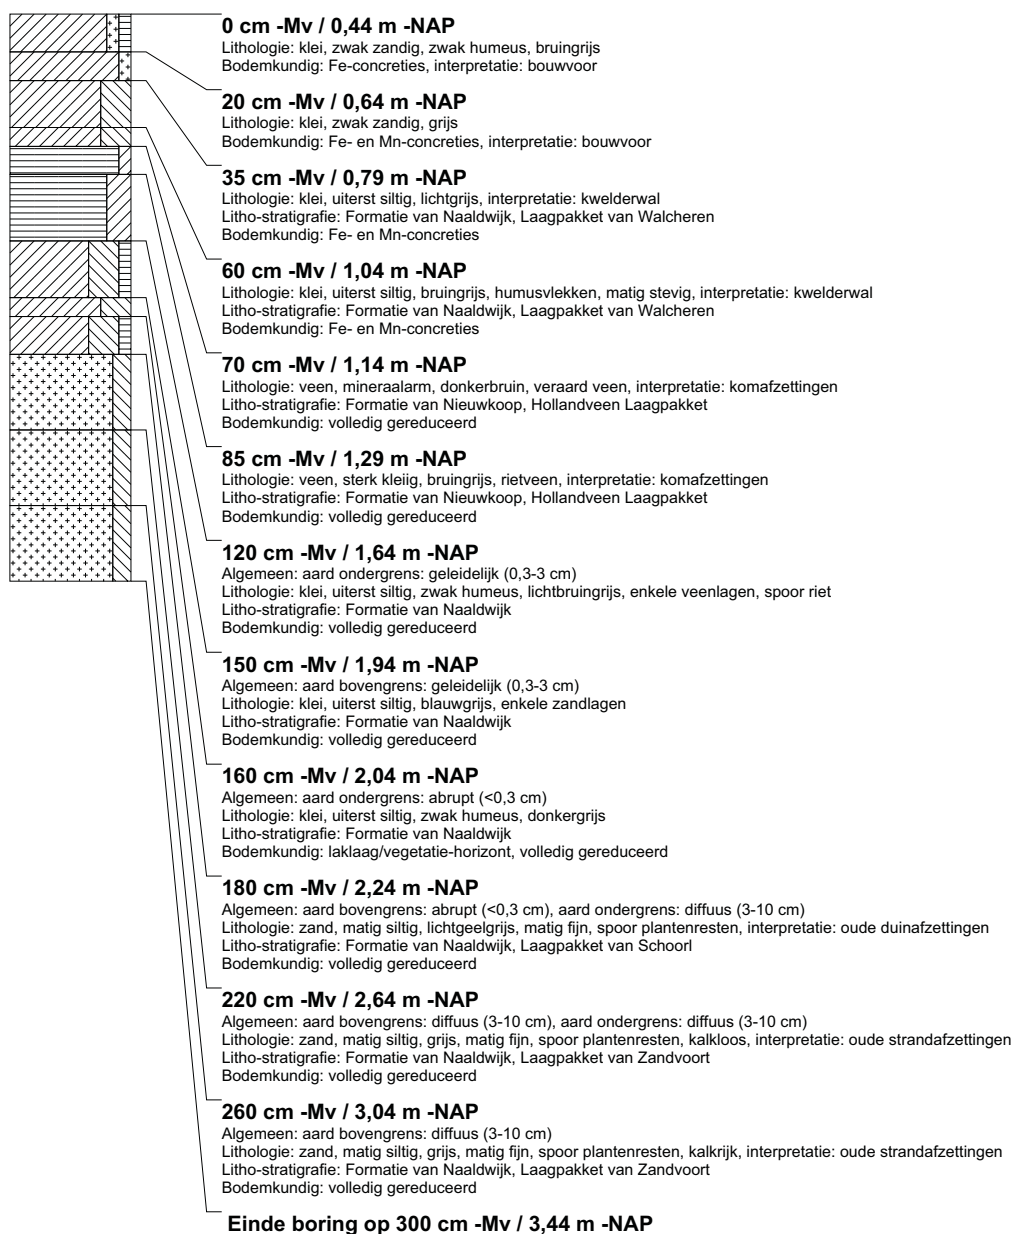 0 cm -Mv / 0,44 m -NAP
Lithologie: klei, zwak zandig, zwak humeus, bruingrijs
Bodemkundig: Fe-concreties, interpretatie: bouwvoor
20 cm -Mv / 0,64 m -NAP
Lithologie: klei, zwak zandig, grijs
Bodemkundig: Fe- en Mn-concreties, interpretatie: bouwvoor
35 cm -Mv / 0,79 m -NAP
Lithologie: klei, uiterst siltig, lichtgrijs, interpretatie: kwelderwal
Litho-stratigrafie: Formatie van Naaldwijk, Laagpakket van Walcheren
Bodemkundig: Fe- en Mn-concreties
60 cm -Mv / 1,04 m -NAP
Lithologie: klei, uiterst siltig, bruingrijs, humusvlekken, matig stevig, interpretatie: kwelderwal
Litho-stratigrafie: Formatie van Naaldwijk, Laagpakket van Walcheren
Bodemkundig: Fe- en Mn-concreties
70 cm -Mv / 1,14 m -NAP
Lithologie: veen, mineraalarm, donkerbruin, veraard veen, interpretatie: komafzettingen
Litho-stratigrafie: Formatie van Nieuwkoop, Hollandveen Laagpakket
Bodemkundig: volledig gereduceerd
85 cm -Mv / 1,29 m -NAP
Lithologie: veen, sterk kleiig, bruingrijs, rietveen, interpretatie: komafzettingen
Litho-stratigrafie: Formatie van Nieuwkoop, Hollandveen Laagpakket
Bodemkundig: volledig gereduceerd
120 cm -Mv / 1,64 m -NAP
Algemeen: aard ondergrens: geleidelijk (0,3-3 cm)
Lithologie: klei, uiterst siltig, zwak humeus, lichtbruingrijs, enkele veenlagen, spoor riet
Litho-stratigrafie: Formatie van Naaldwijk
Bodemkundig: volledig gereduceerd
150 cm -Mv / 1,94 m -NAP
Algemeen: aard bovengrens: geleidelijk (0,3-3 cm)
Lithologie: klei, uiterst siltig, blauwgrijs, enkele zandlagen
Litho-stratigrafie: Formatie van Naaldwijk
Bodemkundig: volledig gereduceerd
160 cm -Mv / 2,04 m -NAP
Algemeen: aard ondergrens: abrupt (<0,3 cm)
Lithologie: klei, uiterst siltig, zwak humeus, donkergrijs
Litho-stratigrafie: Formatie van Naaldwijk
Bodemkundig: laklaag/vegetatie-horizont, volledig gereduceerd
180 cm -Mv / 2,24 m -NAP
Algemeen: aard bovengrens: abrupt (<0,3 cm), aard ondergrens: diffuus (3-10 cm)
Lithologie: zand, matig siltig, lichtgeelgrijs, matig fijn, spoor plantenresten, interpretatie: oude duinafzettingen
Litho-stratigrafie: Formatie van Naaldwijk, Laagpakket van Schoorl
Bodemkundig: volledig gereduceerd
220 cm -Mv / 2,64 m -NAP
Algemeen: aard bovengrens: diffuus (3-10 cm), aard ondergrens: diffuus (3-10 cm)
Lithologie: zand, matig siltig, grijs, matig fijn, spoor plantenresten, kalkloos, interpretatie: oude strandafzettingen
Litho-stratigrafie: Formatie van Naaldwijk, Laagpakket van Zandvoort
Bodemkundig: volledig gereduceerd
260 cm -Mv / 3,04 m -NAP
Algemeen: aard bovengrens: diffuus (3-10 cm)
Lithologie: zand, matig siltig, grijs, matig fijn, spoor plantenresten, kalkrijk, interpretatie: oude strandafzettingen
Litho-stratigrafie: Formatie van Naaldwijk, Laagpakket van Zandvoort
Bodemkundig: volledig gereduceerd
Einde boring op 300 cm -Mv / 3,44 m -NAP